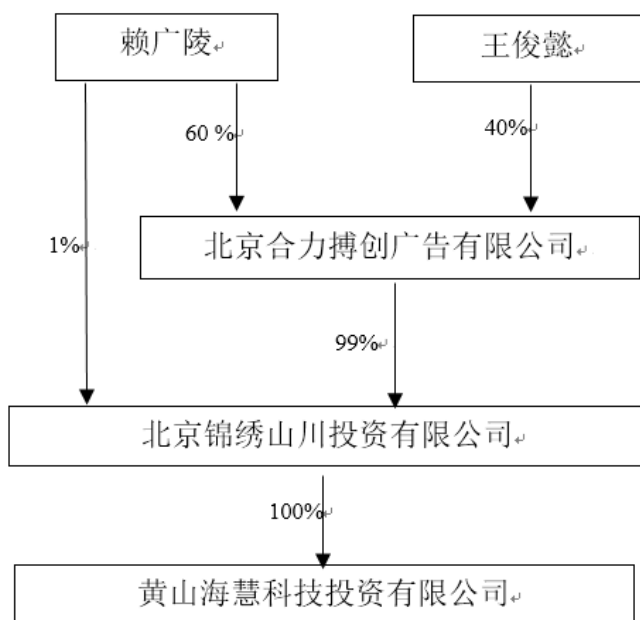 赖广陵
王俊懿
60 %
40%
北京合力搏创广告有限公司
1%
99%
北京锦绣山川投资有限公司
100%
黄山海慧科技投资有限公司